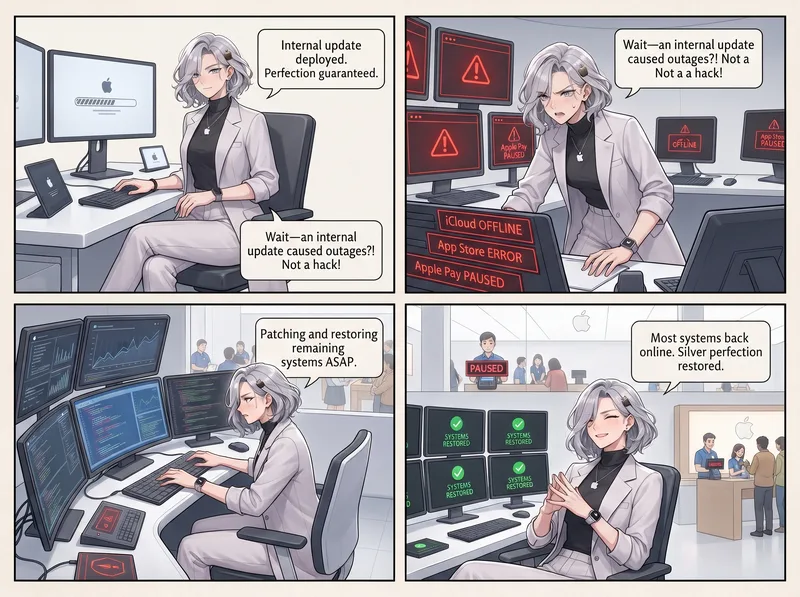 Internal update
deployed.
Perfection guaranteed.
Wait—an internal
update caused outages?!
Not a hack!
Wait—an internal update
caused outages?! Not a
Not a a hack!
Apple Pay
PAUSED
OFFLINE
App Store
PAUSED
iCloud OFFLINE
App Store ERROR
Apple Pay PAUSED
Patching and restoring
remaining
systems ASAP.
Most systems back
online. Silver perfection
restored.
PAUSED
SYSTEMS
RESTORED
SYSTEMS
RESTORED
SYSTEMS
RESTORED
SYSTEMS
RESTORED